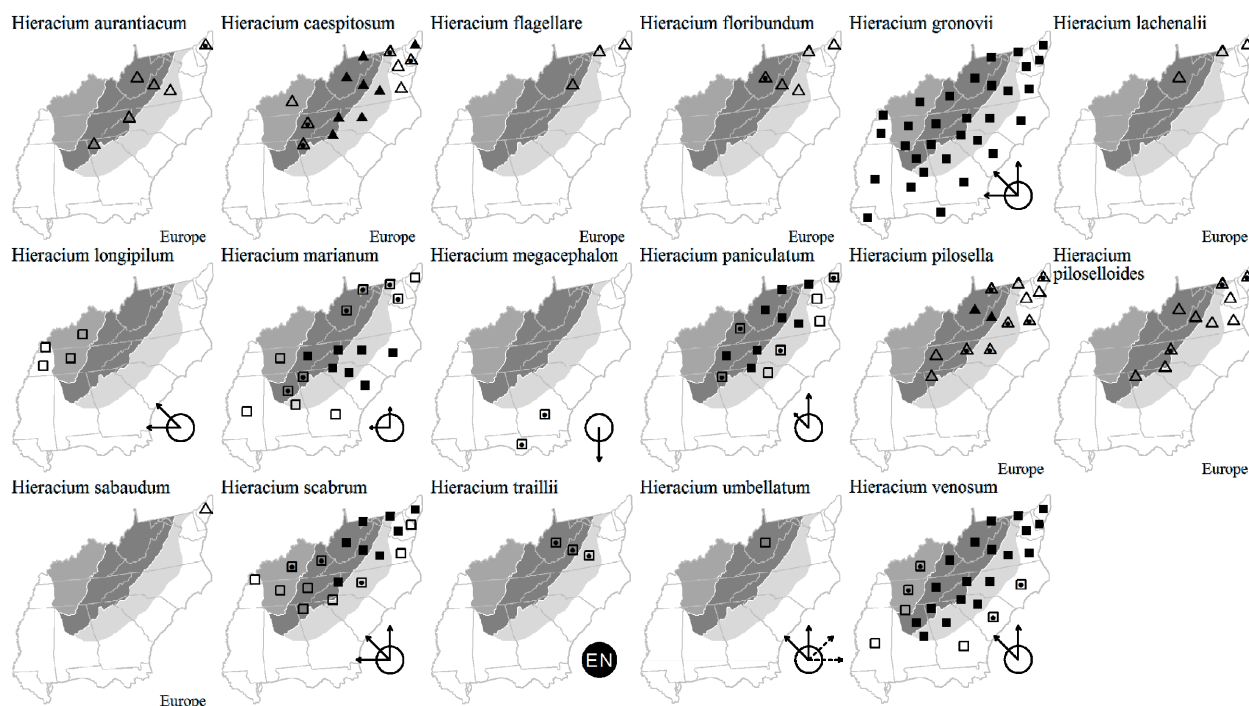 Hieracium aurantiacum
Hieracium caespitosum
Hieracium flagellare
Hieracium floribundum
Hieracium gronovii
Hieracium lachenalii
Europe
Europe
Hieracium longipilum
Hieracium marianum
Hieracium megacephalon
Hieracium paniculatum
Hieracium pilosella
Hieracium
piloselloides
Europe
Europe
Hieracium sabaudum
Hieracium scabrum
Hieracium traillii
Hieracium umbellatum
Hieracium venosum
EN
Europe